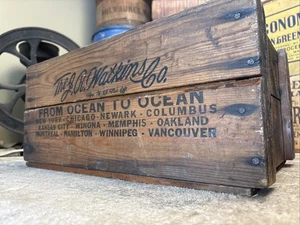 MILWAUKEE
The J.R. Watkins Co.
FROM OCEAN TO OCEAN
NEW YORK - CHICAGO - NEWARK - COLUMBUS
KANSAS CITY - WINONA - MEMPHIS - OAKLAND
MONTREAL - HAMILTON - WINNIPEG - VANCOUVER